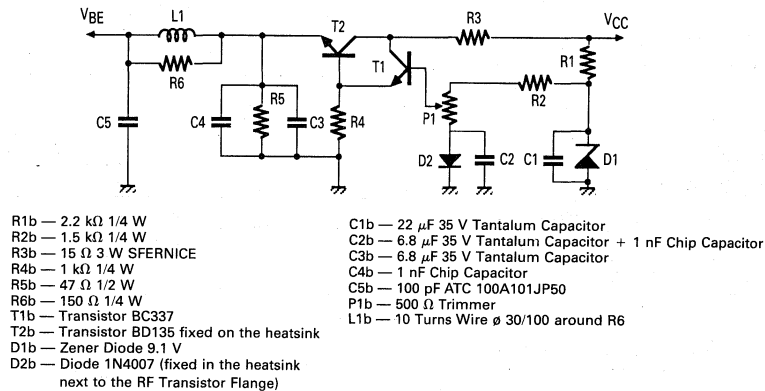 VBE
L1
T2
R3
VCC
R6
T1
R1
R2
C5
C4
R5
C3
R4
P1
D2
C2
C1
D1
R1b — 2.2 kΩ 1/4 W
R2b — 1.5 kΩ 1/4 W
R3b — 15 Ω 3 W SFERNICE
R4b — 1 kΩ 1/4 W
R5b — 47 Ω 1/2 W
R6b — 150 Ω 1/4 W
T1b — Transistor BC337
T2b — Transistor BD135 fixed on the heatsink
D1b — Zener Diode 9.1 V
D2b — Diode 1N4007 (fixed in the heatsink
next to the RF Transistor Flange)
C1b — 22 μF 35 V Tantalum Capacitor
C2b — 6.8 μF 35 V Tantalum Capacitor + 1 nF Chip Capacitor
C3b — 6.8 μF 35 V Tantalum Capacitor
C4b — 1 nF Chip Capacitor
C5b — 100 pF ATC 100A101JP50
P1b — 500 Ω Trimmer
L1b — 10 Turns Wire ø 30/100 around R6